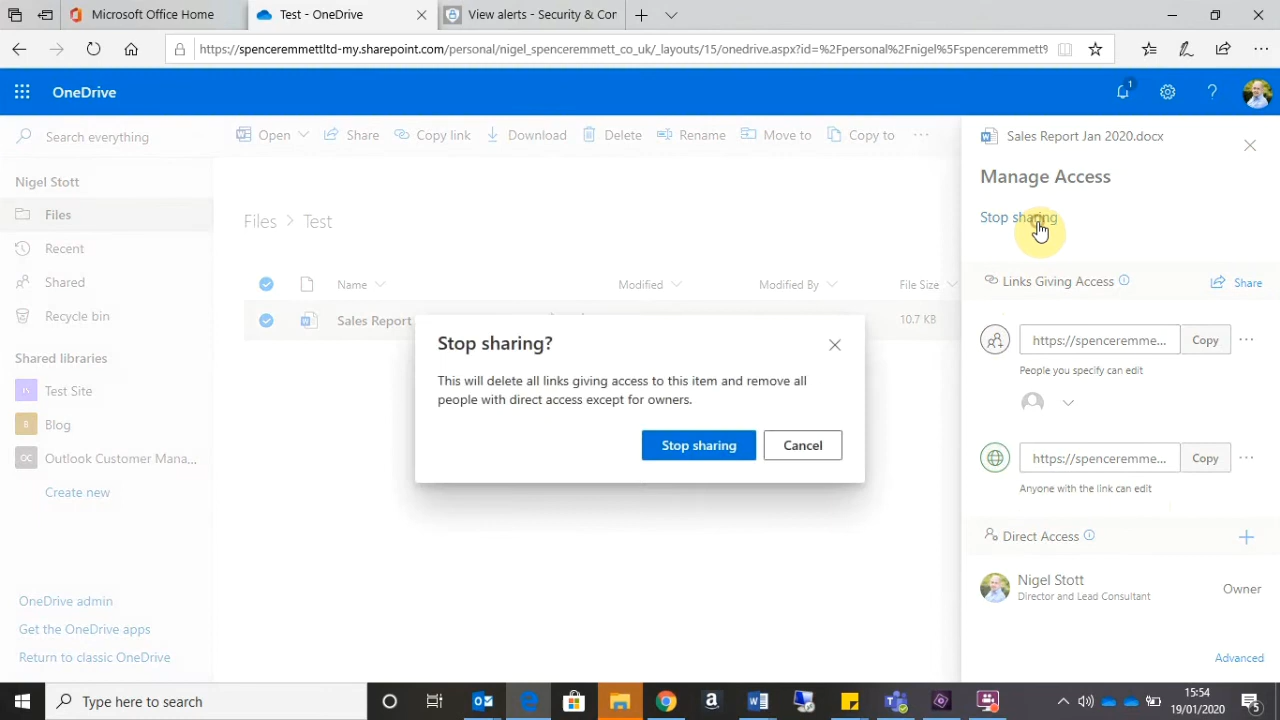 Microsoft Office Home
Test - OneDrive
View alerts - Security & Con
https://spenceremmettltd-my.sharepoint.com/personal/nigel_spenceremmett_co_uk/_layouts/15/onedrive.aspx?id=%2Fpersonal%2Fnigel%5Fspenceremmett%
OneDrive
1
?
Search everything
Open
Share
Copy link
Download
Delete
Rename
Move to
Copy to
...
Sales Report Jan 2020.docx
Manage Access
Stop sharing
Nigel Stott
Files
Recent
Shared
Recycle bin
Shared libraries
Test Site
B
Blog
OC
Outlook Customer Mana...
Create new
OneDrive admin
Get the OneDrive apps
Return to classic OneDrive
Files > Test
Name
Modified
Modified By
File Size
Sales Report
10.7 KB
Stop sharing?
This will delete all links giving access to this item and remove all
people with direct access except for owners.
Stop sharing
Cancel
Links Giving Access
Share
https://spenceremme...
Copy
...
People you specify can edit
https://spenceremme...
Copy
...
Anyone with the link can edit
Direct Access
Nigel Stott
Director and Lead Consultant
Owner
Advanced
Type here to search
15:54
19/01/2020
5